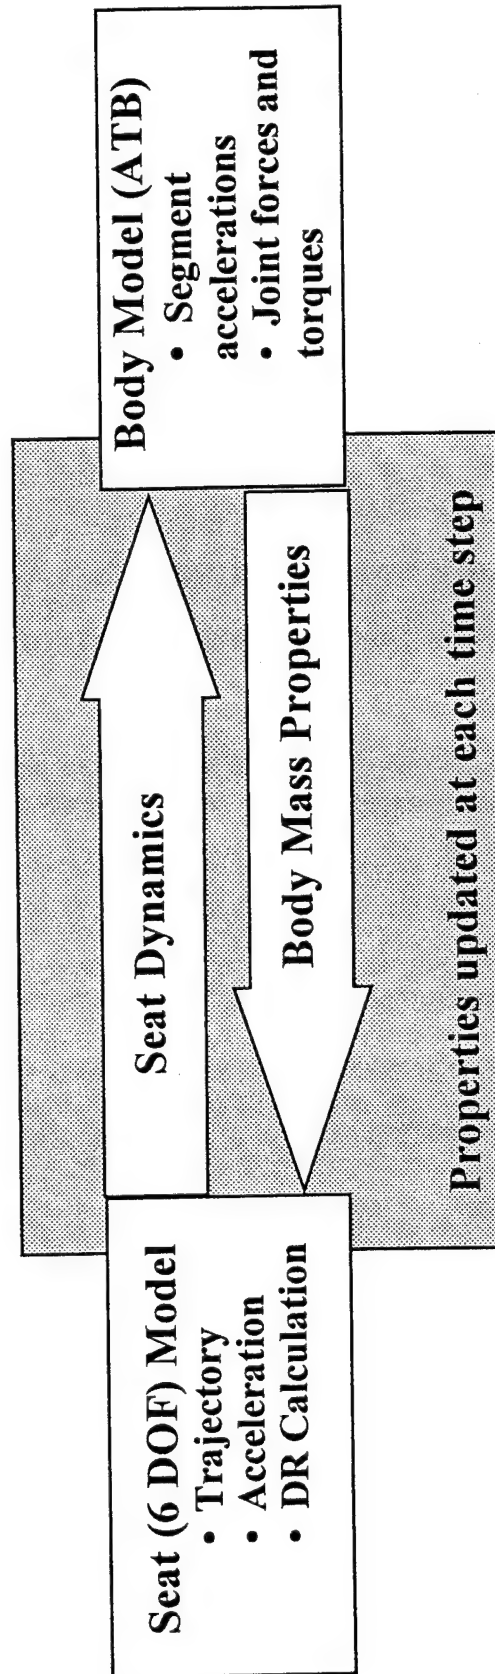 Seat (6 DOF) Model
• Trajectory
• Acceleration
• DR Calculation
Seat Dynamics
Body Mass Properties
Properties updated at each time step
Body Model (ATB)
• Segment
accelerations
• Joint forces and
torques